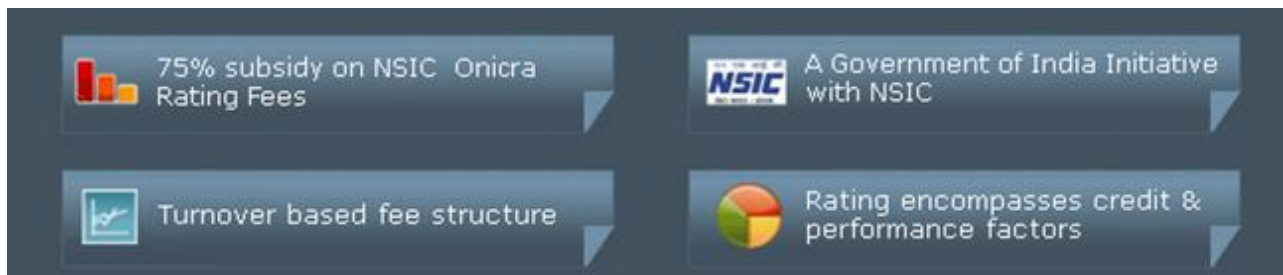 75% subsidy on NSIC Onicra
Rating Fees
NSIC
A Government of India Initiative
with NSIC
Turnover based fee structure
Rating encompasses credit &
performance factors